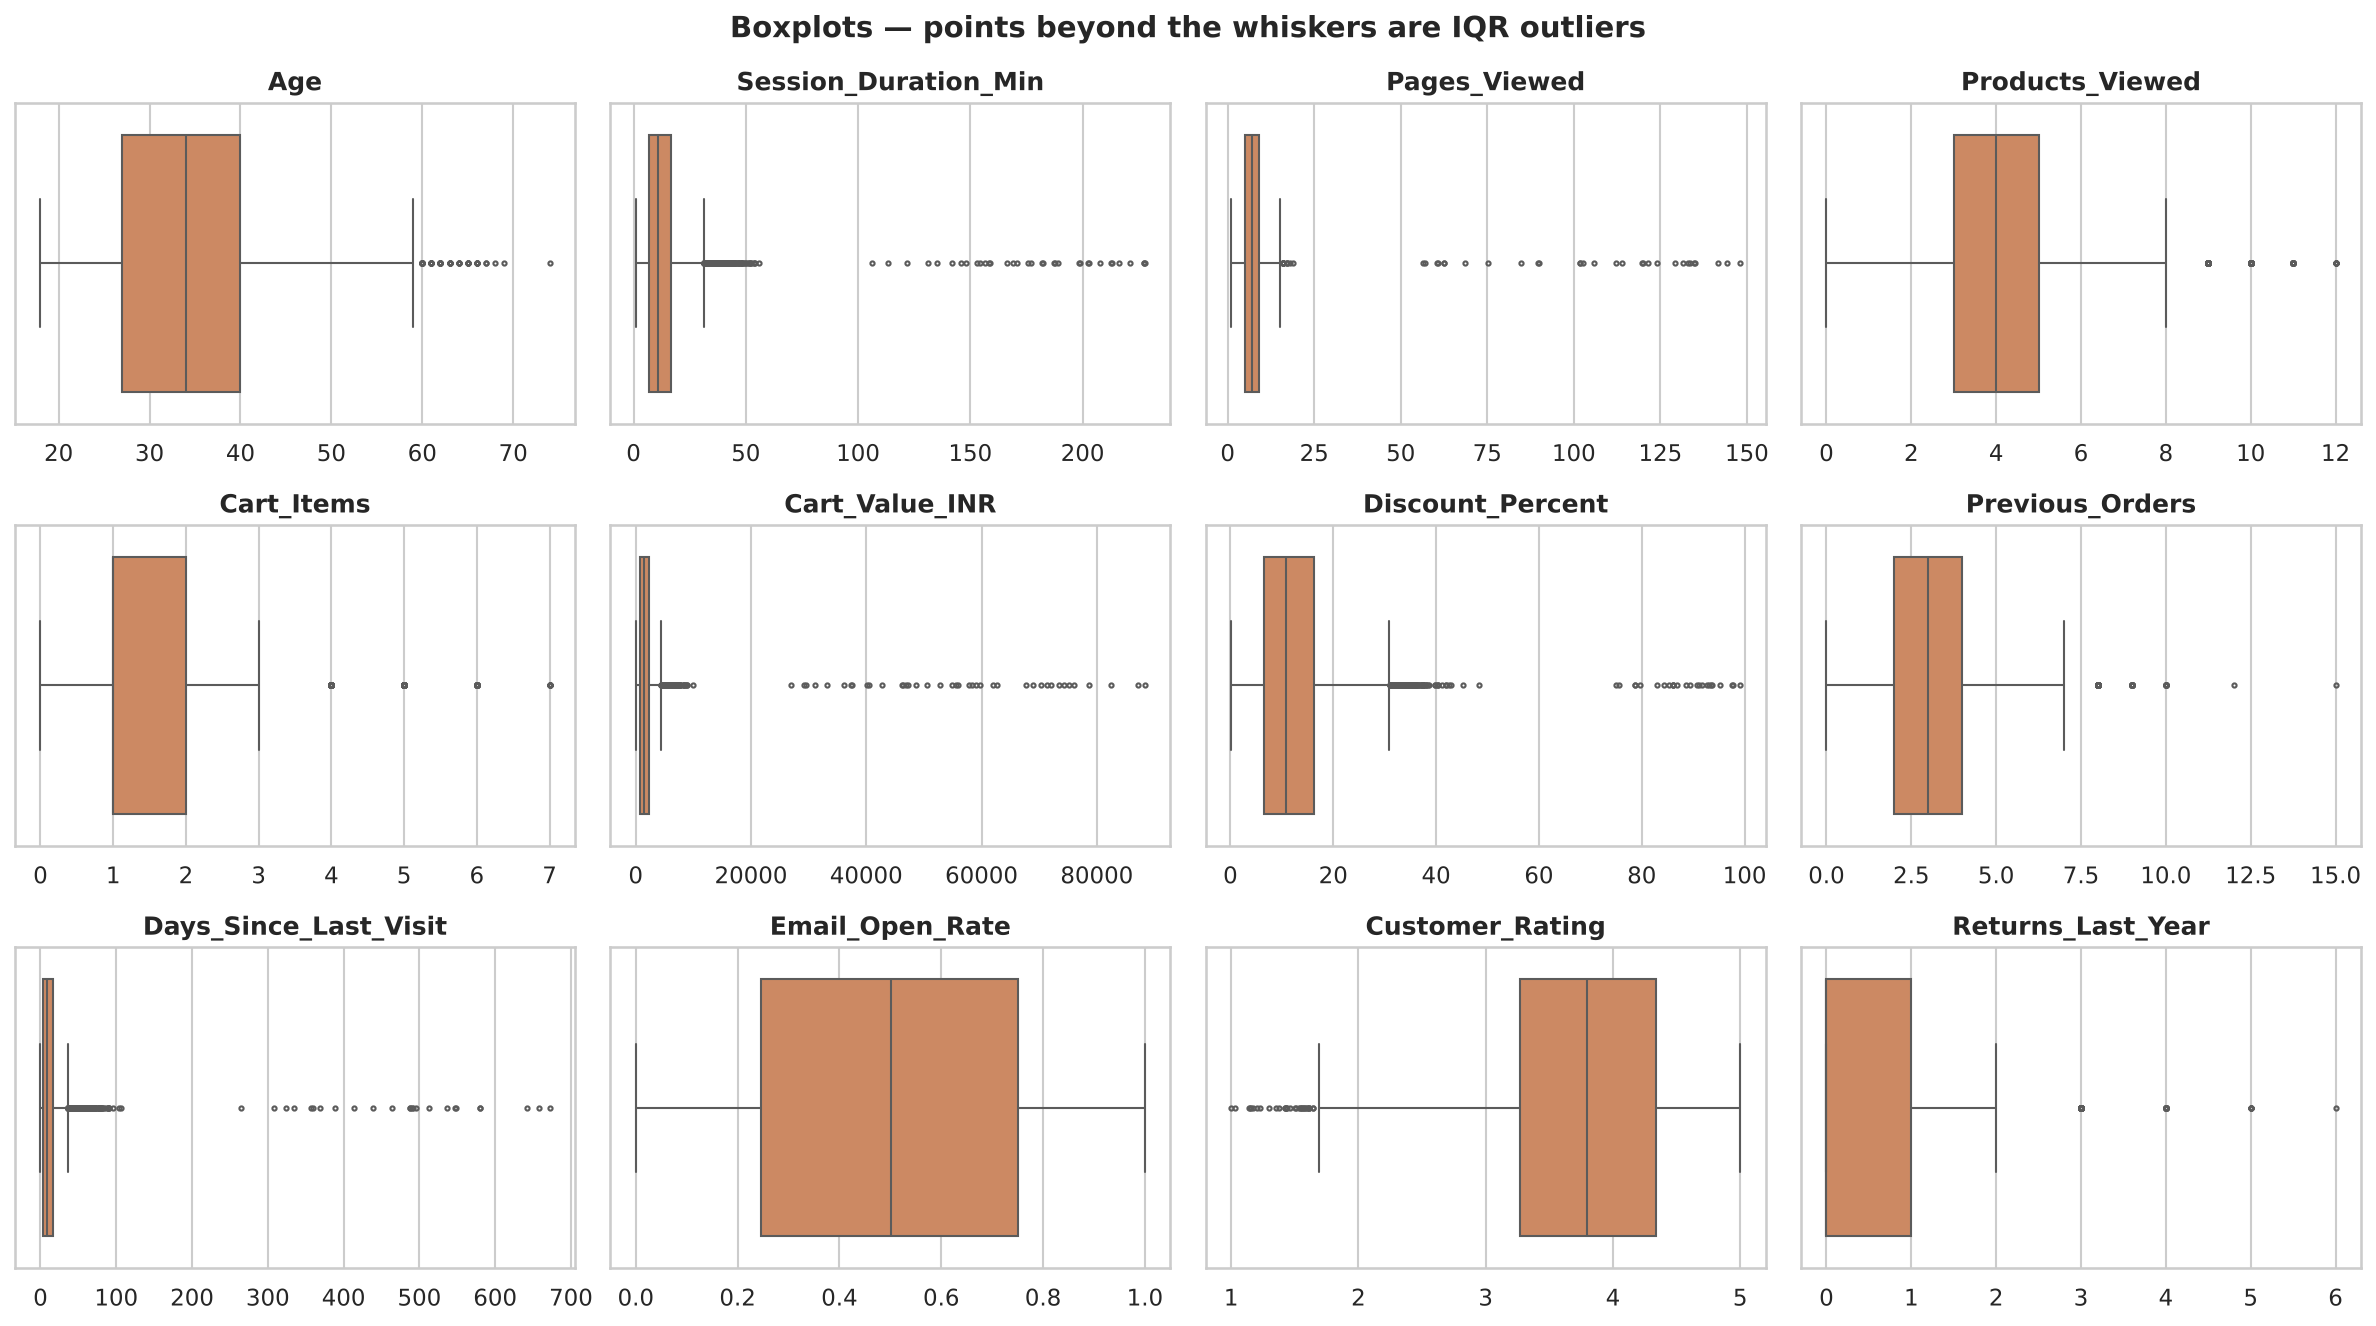 Boxplots — points beyond the whiskers are IQR outliers
Age Session_Duration_Min Pages_Viewed Products_Viewed
20 30 40 50 60 70 0 50 100 150 200 0 25 50 75 100 125 150 0 2 4 6 8 10 12
Cart_Items Cart_Value_INR Discount_Percent Previous_Orders
0 1 2 3 4 5 6 7 0 20000 40000 60000 80000 0 20 40 60 80 100 0.0 2.5 5.0 7.5 10.0 12.5 15.0
Days_Since_Last_Visit Email_Open_Rate Customer_Rating Returns_Last_Year
0 100 200 300 400 500 600 700 0.0 0.2 0.4 0.6 0.8 1.0 1 2 3 4 5 0 1 2 3 4 5 6